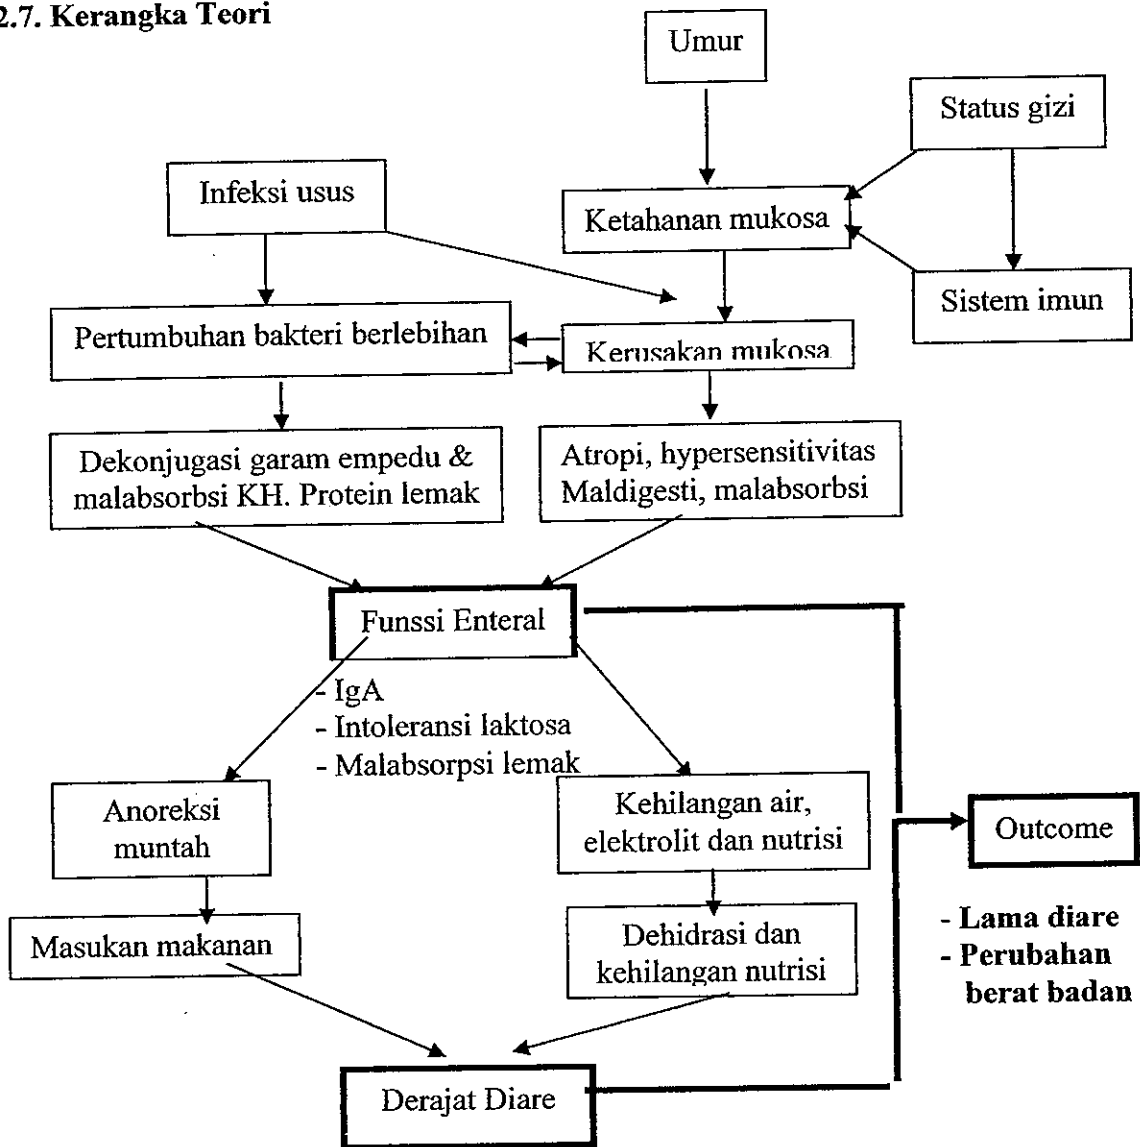 2.7. Kerangka Teori
Umur
Status gizi
Infeksi usus
Ketahanan mukosa
Sistem imun
Pertumbuhan bakteri berlebihan
Kerusakan mukosa
Dekonjugasi garam empedu &
malabsorbsi KH. Protein lemak
Atropi, hypersensitivitas
Maldigesti, malabsorbsi
Funssi Enteral
- IgA
- Intoleransi laktosa
- Malabsorpsi lemak
Anoreksi
muntah
Kehilangan air,
elektrolit dan nutrisi
Outcome
Masukan makanan
Dehidrasi dan
kehilangan nutrisi
- Lama diare
- Perubahan
berat badan
Derajat Diare